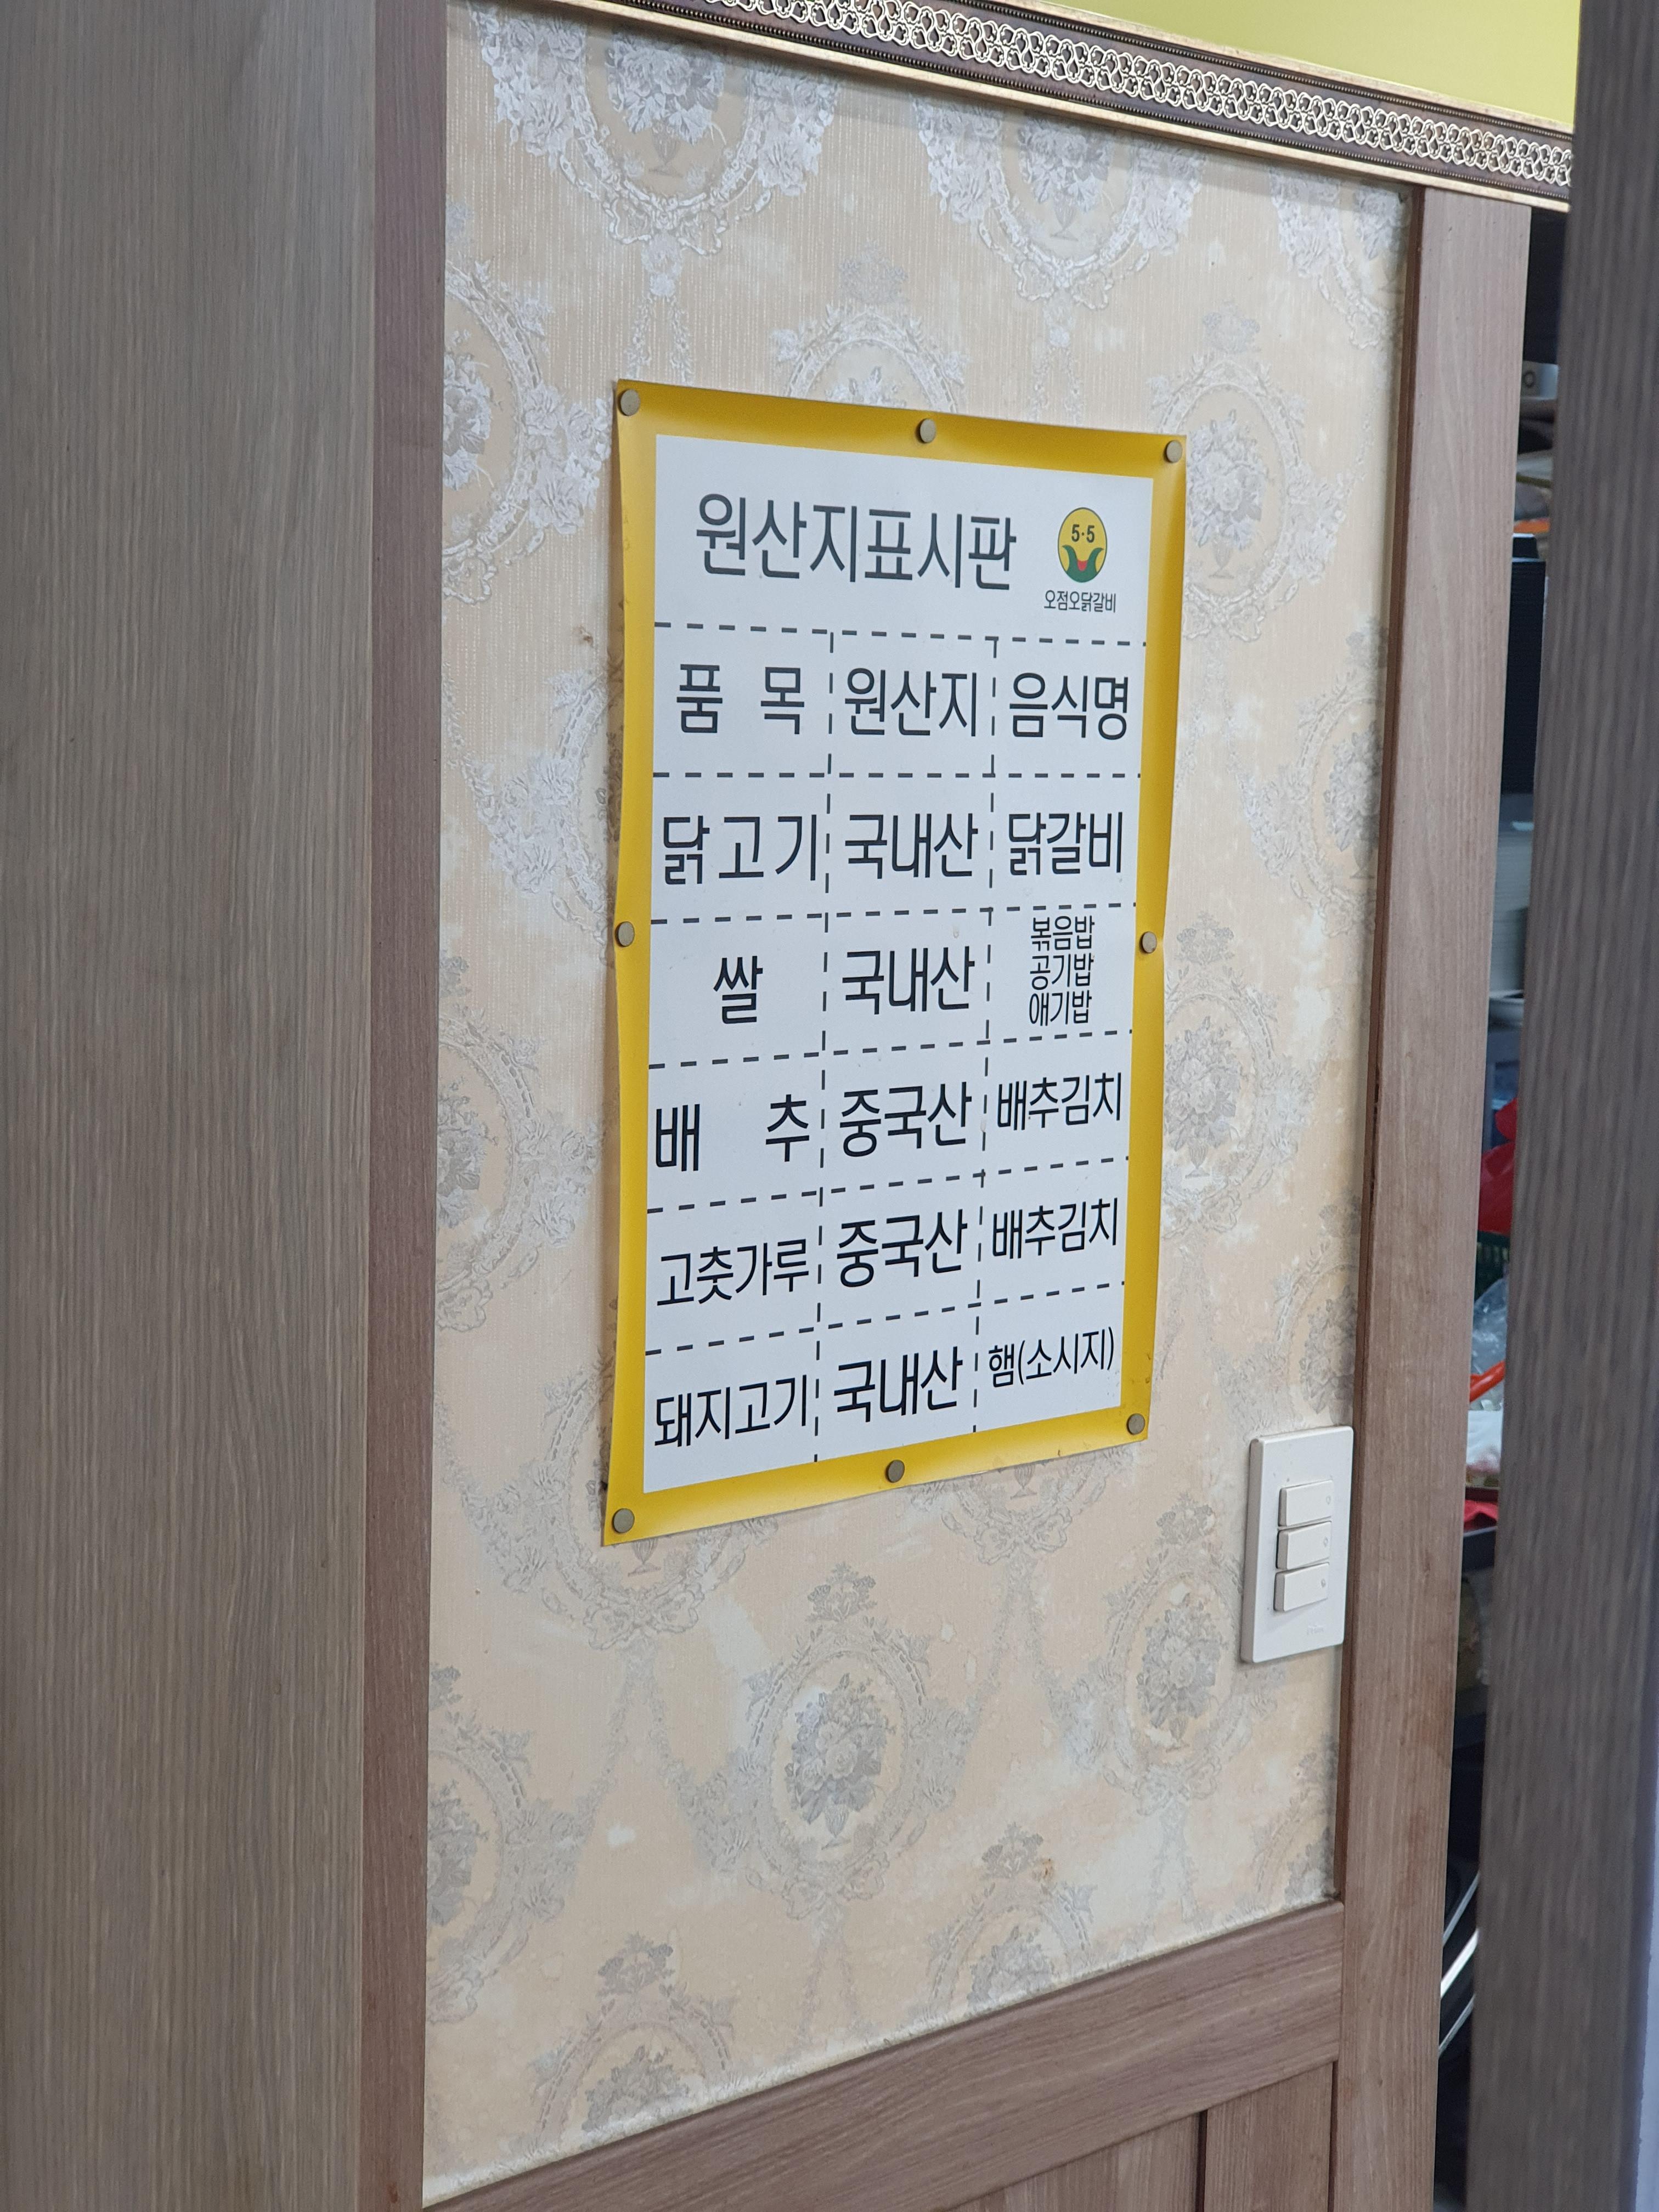 원산지표시판
5·5
오점오닭갈비
품 목 원산지 음식명
닭고기 국내산 닭갈비
쌀 국내산 볶음밥
공기밥
애기밥
배 추 중국산 배추김치
고춧가루 중국산 배추김치
돼지고기 국내산 햄(소시지)